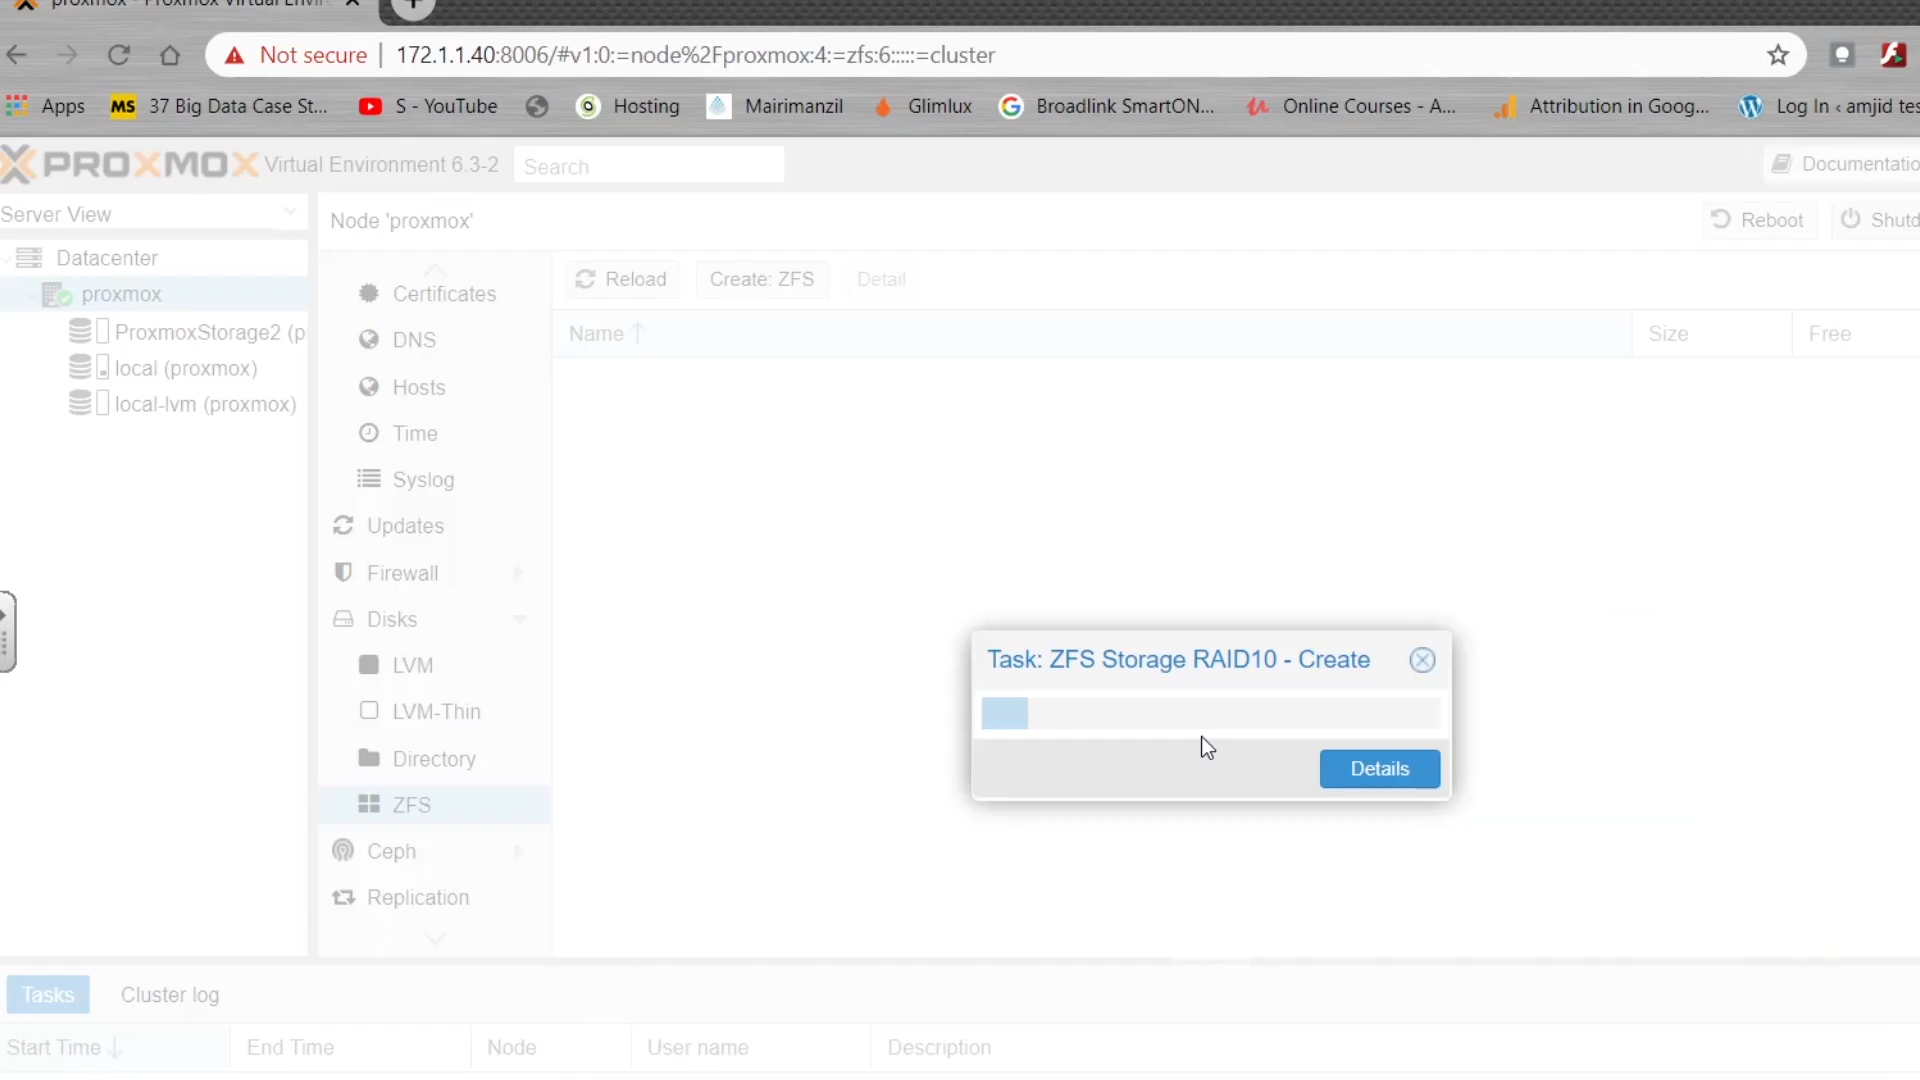 proxmox - Proxmox Virtual Envir
Not secure | 172.1.1.40:8006/#v1:0:=node%2Fproxmox:4:=zfs:6:::::=cluster
Apps MS 37 Big Data Case St... S - YouTube Hosting Mairimanzil Glimlux Broadlink SmartON... Online Courses - A... Attribution in Goog... Log In ‹ amjid tes
PROXMOX Virtual Environment 6.3-2 Search Documentatio
Server View
Node 'proxmox' Reboot Shutd
Datacenter
proxmox
ProxmoxStorage2 (p
local (proxmox)
local-lvm (proxmox)
Certificates
DNS
Hosts
Time
Syslog
Updates
Firewall
Disks
LVM
LVM-Thin
Directory
ZFS
Ceph
Replication
Reload Create: ZFS Detail
Name Size Free
Task: ZFS Storage RAID10 - Create
Details
Tasks Cluster log
Start Time End Time Node User name Description